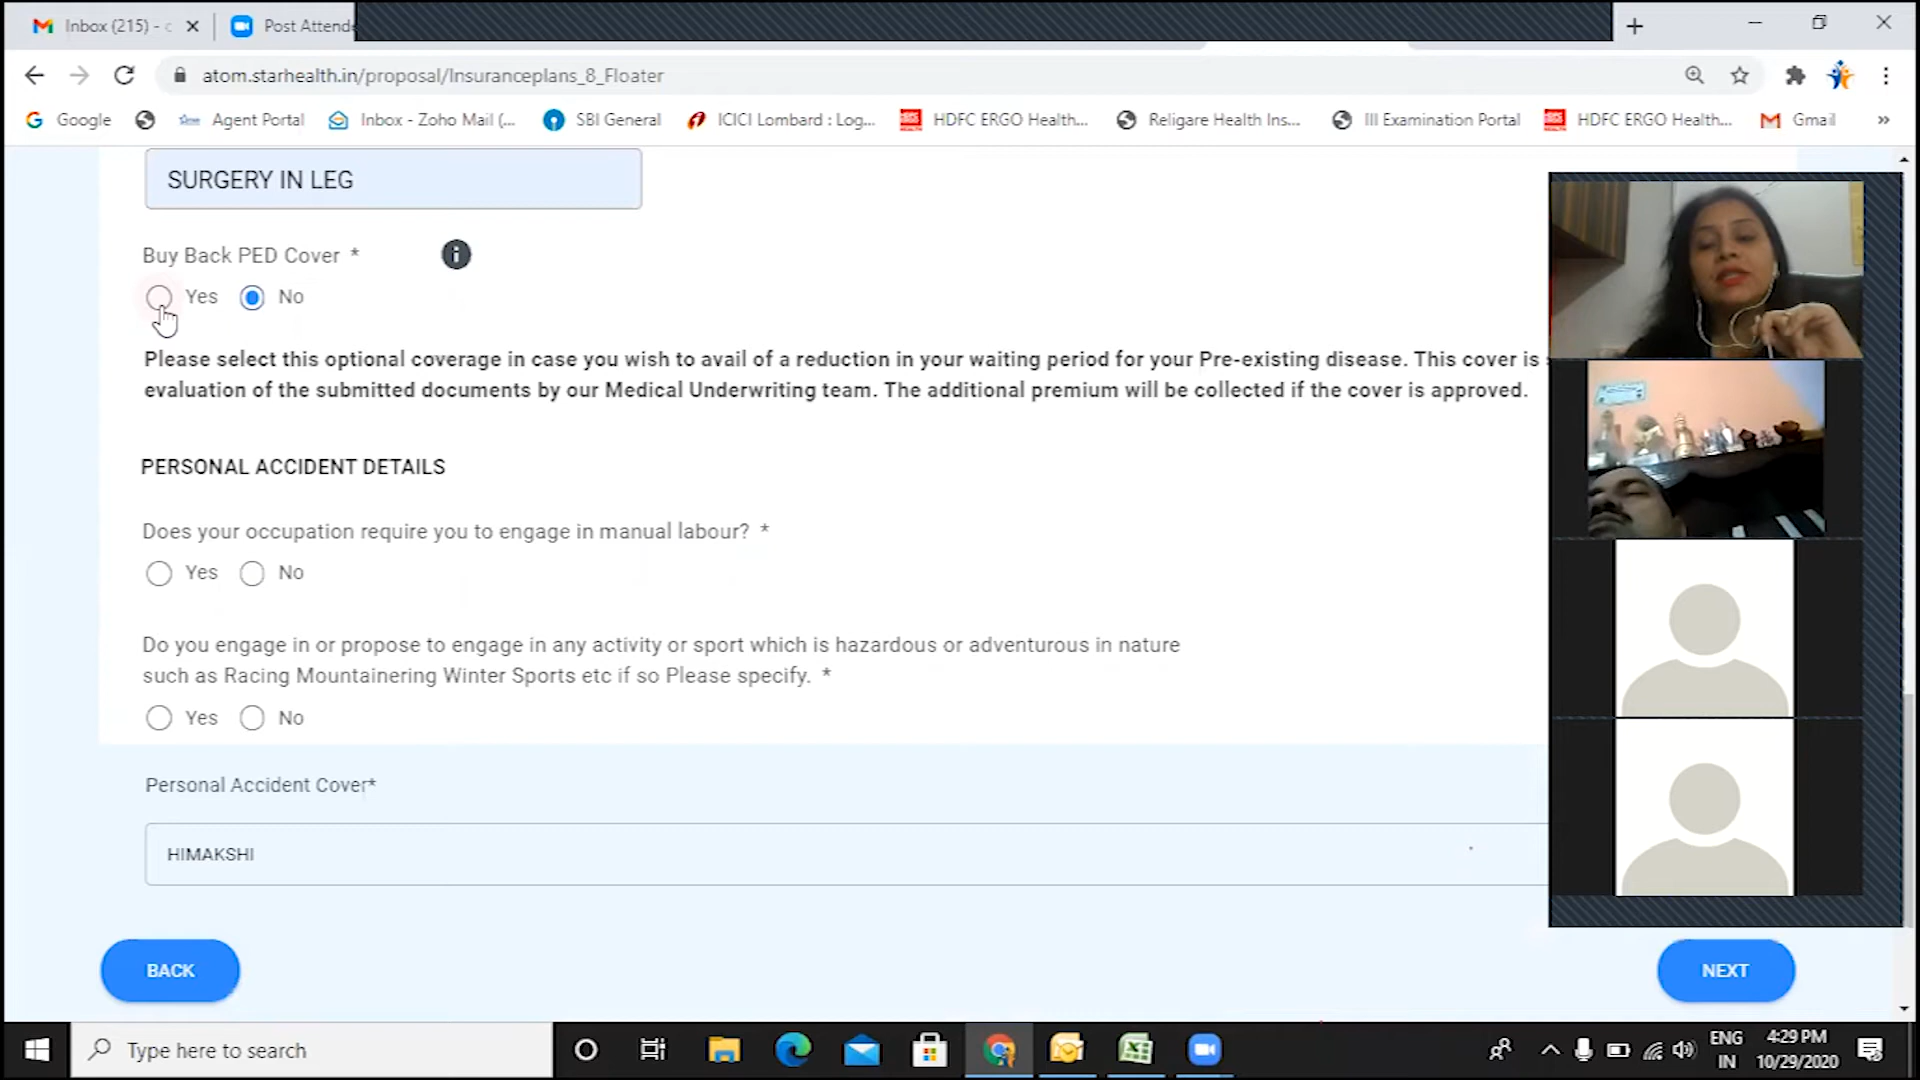 Inbox (215) - c
Post Attend
atom.starhealth.in/proposal/Insuranceplans_8_Floater
Google
Agent Portal
Inbox - Zoho Mail (...
SBI General
ICICI Lombard : Log...
HDFC ERGO Health...
Religare Health Ins...
III Examination Portal
HDFC ERGO Health...
Gmail
»
SURGERY IN LEG
Buy Back PED Cover *
Yes No
Please select this optional coverage in case you wish to avail of a reduction in your waiting period for your Pre-existing disease. This cover is
evaluation of the submitted documents by our Medical Underwriting team. The additional premium will be collected if the cover is approved.
PERSONAL ACCIDENT DETAILS
Does your occupation require you to engage in manual labour? *
Yes No
Do you engage in or propose to engage in any activity or sport which is hazardous or adventurous in nature
such as Racing Mountainering Winter Sports etc if so Please specify. *
Yes No
Personal Accident Cover*
HIMAKSHI
BACK
NEXT
Type here to search
ENG
IN
4:29 PM
10/29/2020